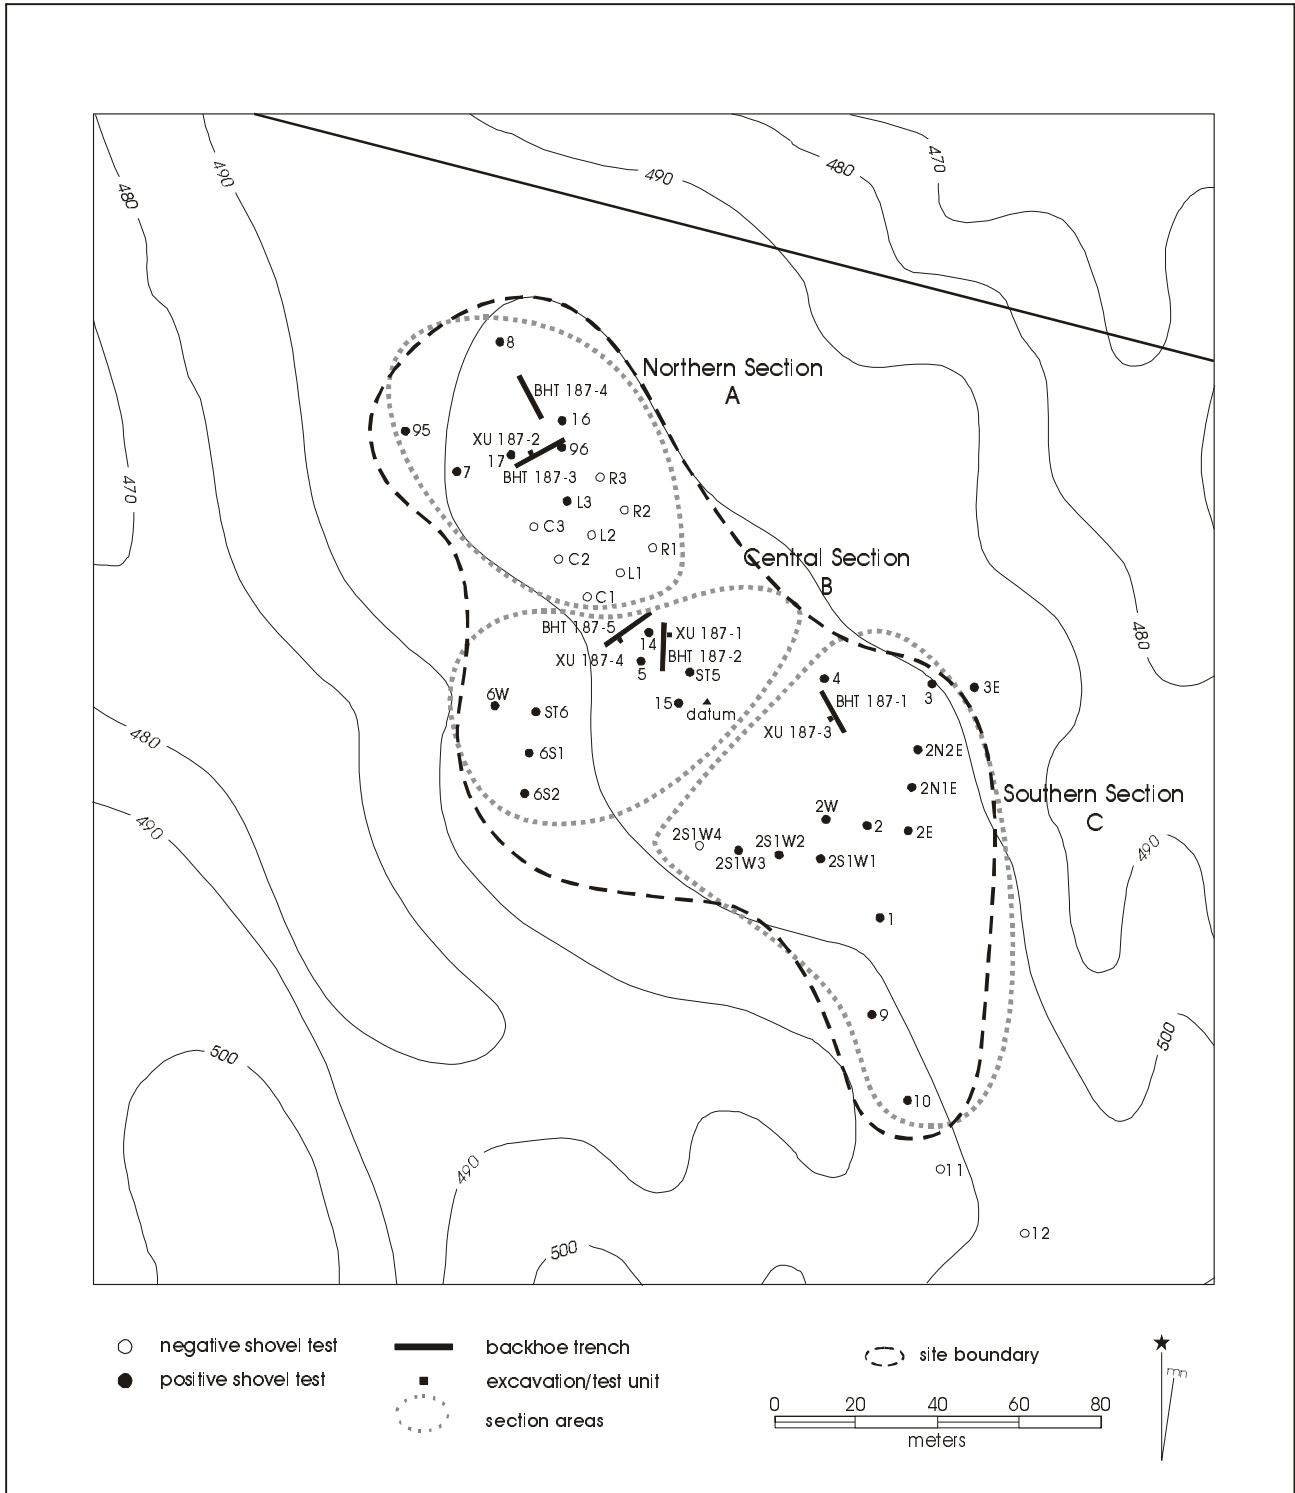 470
480
490
480
490
8
Northern Section
A
BHT 187-4
16
95
XU 187-2
96
17
7
BHT 187-3
R3
470
L3
R2
C3
L2
R1
Central Section
B
C2
L1
C1
BHT 187-5
XU 187-1
14
480
XU 187-4
BHT 187-2
5
ST5
4
3
3E
6W
15
BHT 187-1
ST6
datum
XU 187-3
480
6S1
2N2E
2N1E
Southern Section
C
6S2
2W
490
2
2E
2S1W4
2S1W2
490
2S1W3
2S1W1
1
9
500
500
10
490
11
12
500
negative shovel test
backhoe trench
site boundary
positive shovel test
excavation/test unit
section areas
0 20 40 60 80
meters
mn